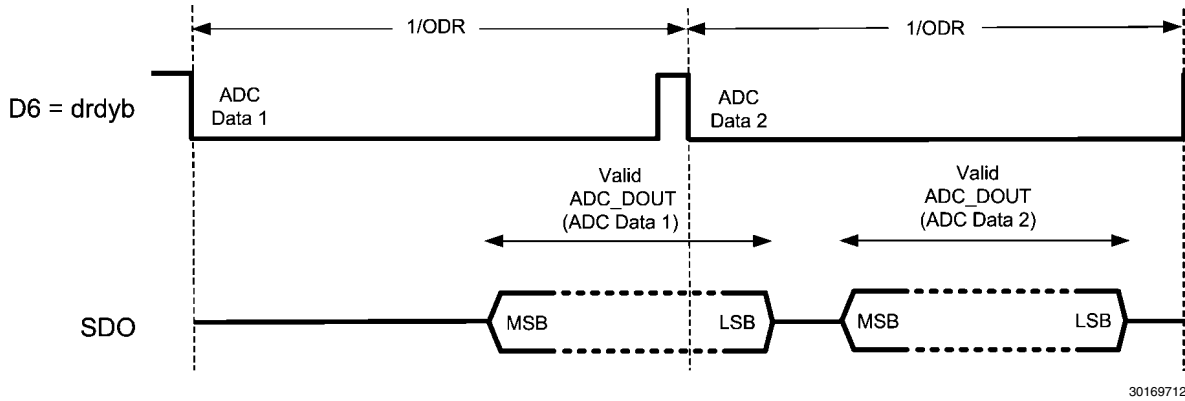 1/ODR
1/ODR
D6 = drdyb
ADC
Data 1
ADC
Data 2
Valid
ADC_DOUT
(ADC Data 1)
Valid
ADC_DOUT
(ADC Data 2)
SDO
MSB
LSB
MSB
LSB
30169712